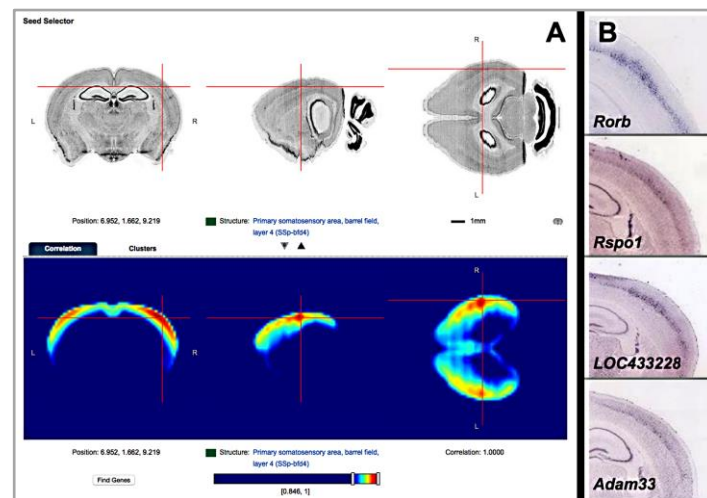 Seed Selector
A
R
L
R
L
Position: 6.952, 1.662, 9.219
Structure: Primary somatosensory area, barrel field,
layer 4 (SSp-bfd4)
1mm
Correlation
Clusters
R
L
R
L
Position: 6.952, 1.662, 9.219
Structure: Primary somatosensory area, barrel field,
layer 4 (SSp-bfd4)
Correlation: 1.0000
Find Genes
[0.846, 1]
B
Rorb
Rspo1
LOC433228
Adam33